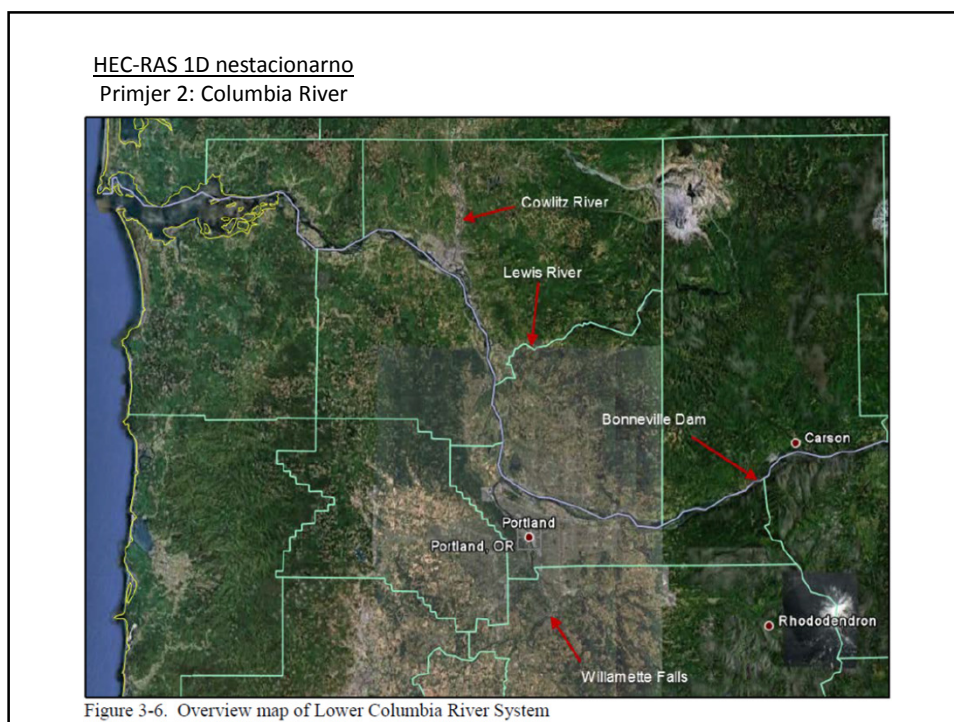 HEC-RAS 1D nestacionarno
Primjer 2: Columbia River
Cowlitz River
Lewis River
Bonneville Dam
Carson
Portland
Portland, OR
Rhododendron
Willamette Falls
Figure 3-6. Overview map of Lower Columbia River System